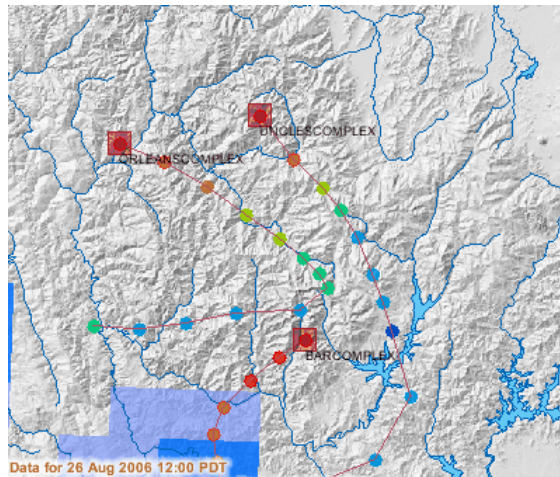 UNCLESCOMPLEX
ORLEANSCOMPLEX
BARCOMPLEX
Data for 26 Aug 2006 12:00 PDT